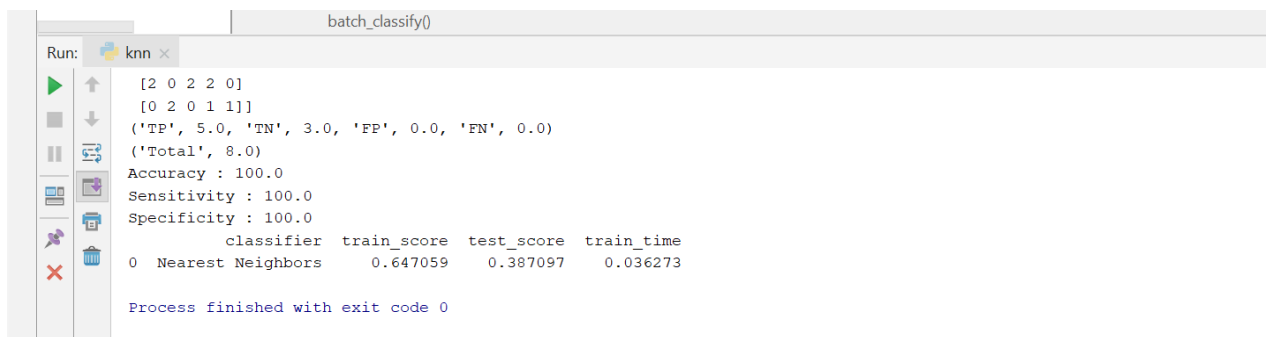 batch_classify()
Run: knn
[2 0 2 2 0]
[0 2 0 1 1]]
('TP', 5.0, 'TN', 3.0, 'FP', 0.0, 'FN', 0.0)
('Total', 8.0)
Accuracy : 100.0
Sensitivity : 100.0
Specificity : 100.0
classifier train_score test_score train_time
0 Nearest Neighbors 0.647059 0.387097 0.036273
Process finished with exit code 0